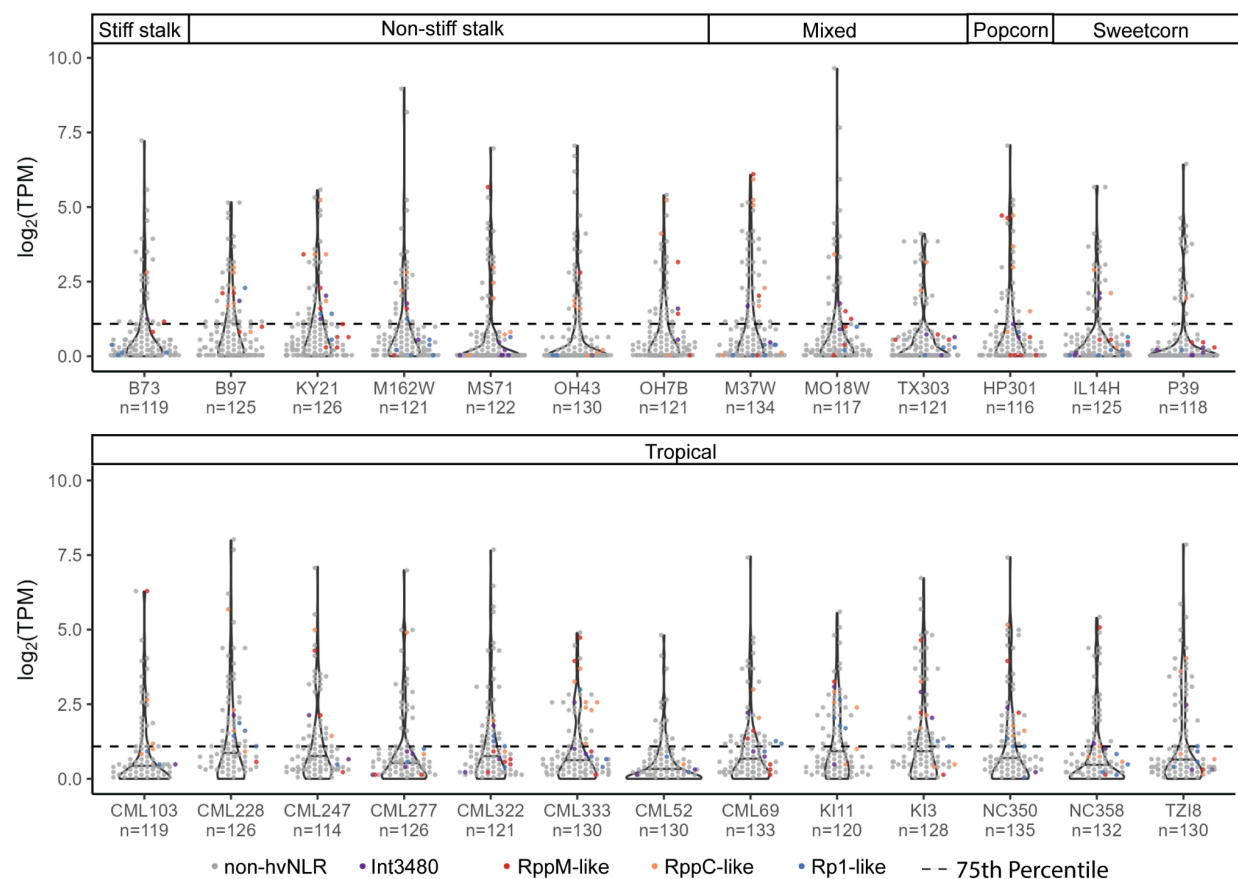 Stiff stalk Non-stiff stalk Mixed Popcorn Sweetcorn
10.0
7.5
5.0
2.5
0.0
log₂(TPM)
B73 B97 KY21 M162W MS71 OH43 OH7B M37W MO18W TX303 HP301 IL14H P39
n=119 n=125 n=126 n=121 n=122 n=130 n=121 n=134 n=117 n=121 n=116 n=125 n=118
Tropical
10.0
7.5
5.0
2.5
0.0
log₂(TPM)
CML103 CML228 CML247 CML277 CML322 CML333 CML52 CML69 KI11 KI3 NC350 NC358 TZI8
n=119 n=126 n=114 n=126 n=121 n=130 n=130 n=133 n=120 n=128 n=135 n=132 n=130
non-hvNLR Int3480 RppM-like RppC-like Rp1-like 75th Percentile